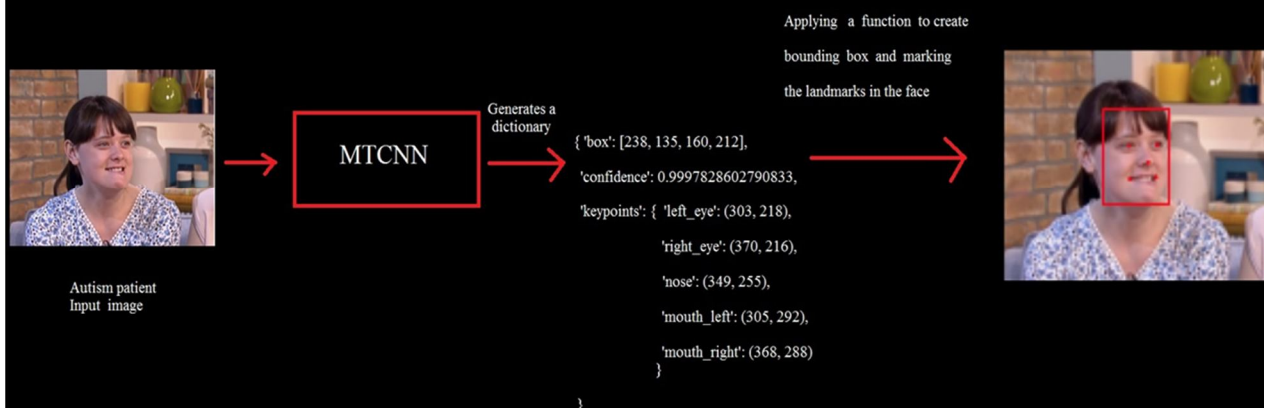 Applying a function to create
bounding box and marking
the landmarks in the face
Generates a
dictionary
MTCNN
{ 'box': [238, 135, 160, 212],
'confidence': 0.9997828602790833,
'keypoints': { 'left_eye': (303, 218),
'right_eye': (370, 216),
'nose': (349, 255),
'mouth_left': (305, 292),
'mouth_right': (368, 288)
}
}
Autism patient
Input image